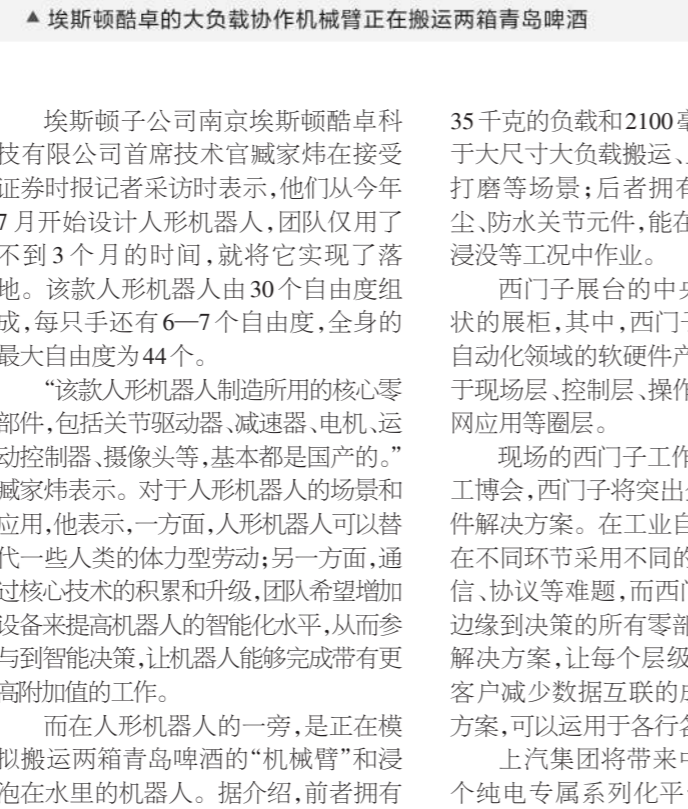 ▲ 埃斯顿酷卓的大负载协作机械臂正在搬运两箱青岛啤酒
埃斯顿子公司南京埃斯顿酷卓科
技有限公司首席技术官臧家炜在接受
证券时报记者采访时表示,他们从今年
7月开始设计人形机器人,团队仅用了
不到3个月的时间,就将它实现了落
地。该款人形机器人由30个自由度组
成,每只手还有6—7个自由度,全身的
最大自由度为44个。
“该款人形机器人制造所用的核心零
部件,包括关节驱动器、减速器、电机、运
动控制器、摄像头等,基本都是国产的。”
臧家炜表示。对于人形机器人的场景和
应用,他表示,一方面,人形机器人可以替
代一些人类的体力型劳动;另一方面,通
过核心技术的积累和升级,团队希望增加
设备来提高机器人的智能化水平,从而参
与到智能决策,让机器人能够完成带有更
高附加值的工作。
而在人形机器人的一旁,是正在模
拟搬运两箱青岛啤酒的“机械臂”和浸
泡在水里的机器人。据介绍,前者拥有
35千克的负载和2100
于大尺寸大负载搬运、
打磨等场景;后者拥有
尘、防水关节元件,能在
浸没等工况中作业。
西门子展台的中央
状的展柜,其中,西门子
自动化领域的软硬件产
于现场层、控制层、操作
网应用等圈层。
现场的西门子工作
工博会,西门子将突出
件解决方案。在工业自
在不同环节采用不同的
信、协议等难题,而西门
边缘到决策的所有零部
解决方案,让每个层级
客户减少数据互联的成
方案,可以运用于各行各
上汽集团将带来中
个纯电专属系列化平